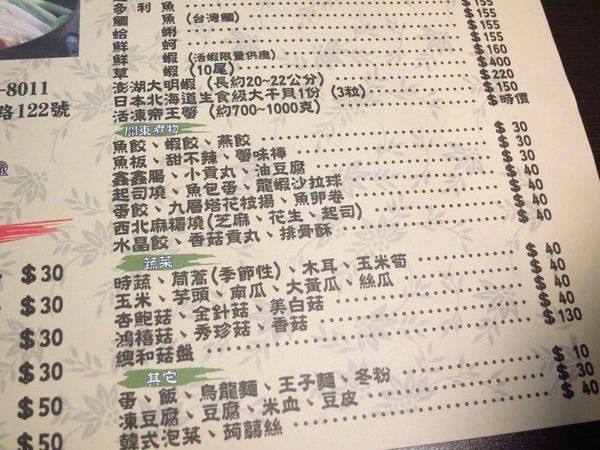 多利魚 $155
鯛魚(台灣鯛) $155
蛤蜊 $155
鮮蚵 $155
鮮蝦(活蝦限量供應) $160
草蝦(10尾) $400
澎湖大明蝦(長約20~22公分) $220
日本北海道生食級大干貝1份(3粒) $150
活凍帝王蟹(約700~1000克) $時價
關東煮物
魚餃、蝦餃、燕餃 $30
魚板、甜不辣、蟹味棒 $30
鑫鑫腸、小貢丸、油豆腐 $30
起司燒、魚包蛋、龍蝦沙拉球 $40
蛋餃、九層塔花枝揚、魚卵卷 $40
西北麻糬燒(芝麻、花生、起司) $40
水晶餃、香菇貢丸、排骨酥 $40
蔬菜
時蔬、茼蒿(季節性)、木耳、玉米筍 $40
玉米、芋頭、南瓜、大黃瓜、絲瓜 $40
杏鮑菇、金針菇、美白菇 $40
鴻禧菇、秀珍菇、香菇 $40
總和菇盤 $130
其它
蛋、飯、烏龍麵、王子麵、冬粉 $10
凍豆腐、豆腐、米血、豆皮 $30
韓式泡菜、蒟蒻絲 $40
-8011
路122號
$30
$30
$30
$30
$50
$50